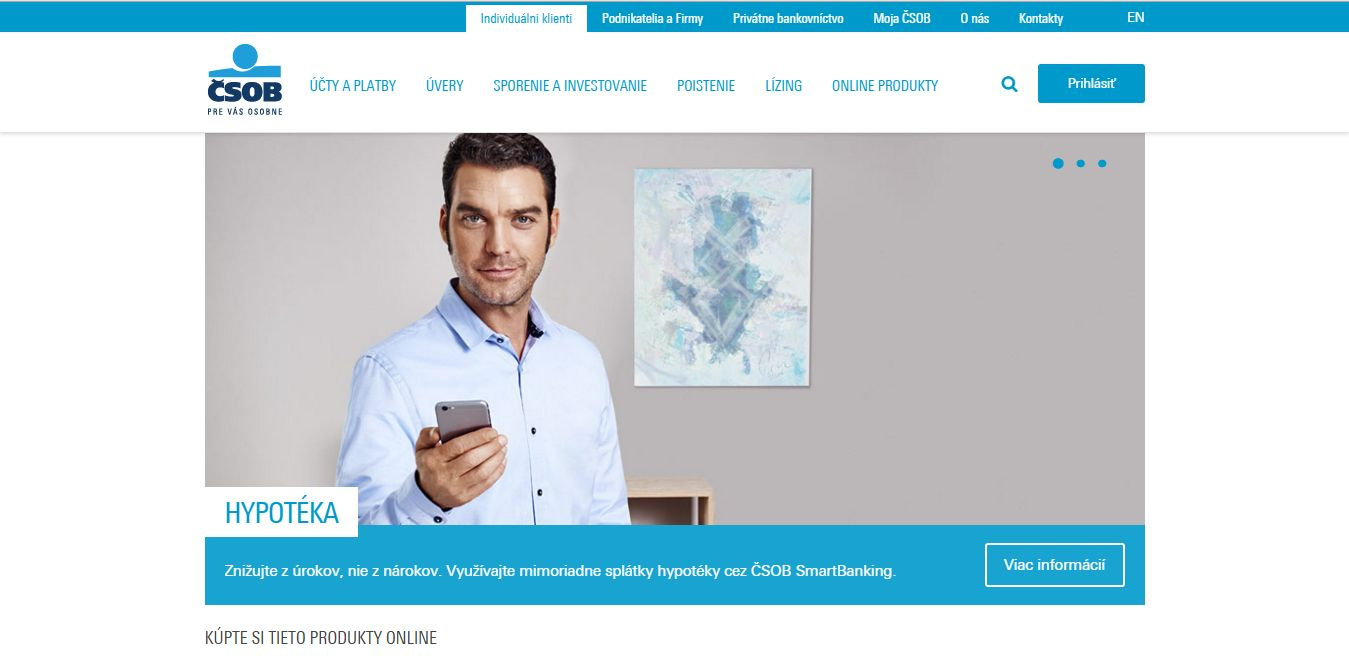 Individuálni klienti Podnikatelia a Firmy Privátne bankovníctvo Moja ČSOB O nás Kontakty EN
ČSOB
PRE VÁS OSOBNE
ÚČTY A PLATBY ÚVERY SPORENIE A INVESTOVANIE POISTENIE LÍZING ONLINE PRODUKTY Prihlásiť
HYPOTÉKA
Znižujte z úrokov, nie z nárokov. Využívajte mimoriadne splátky hypotéky cez ČSOB SmartBanking. Viac informácií
KÚPTE SI TIETO PRODUKTY ONLINE